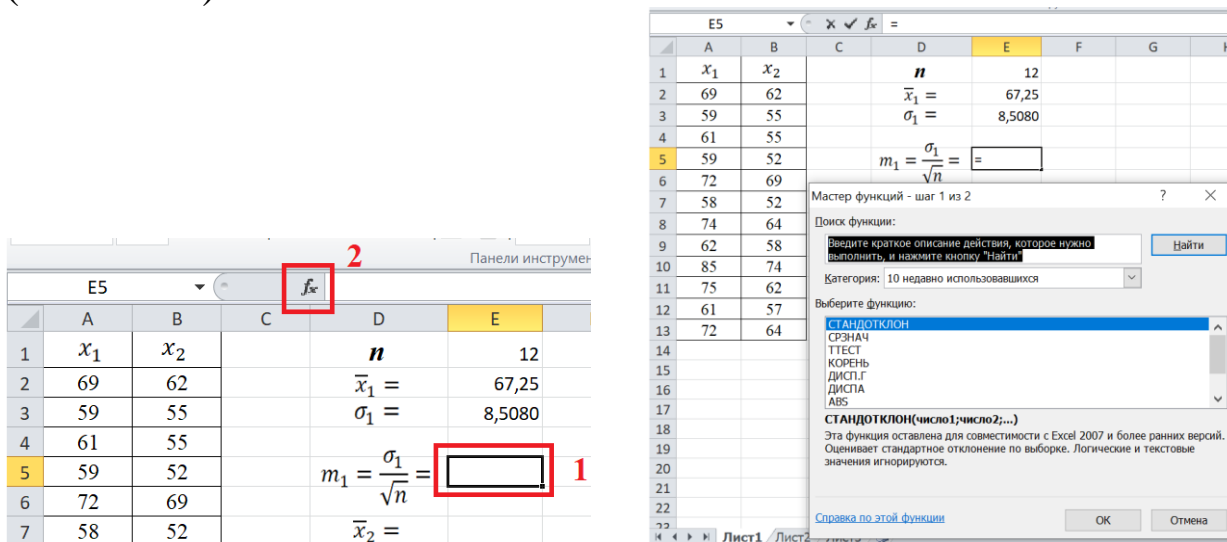 2
Панели инструмен
E5 fx
A B C D E
1 x₁ x₂ n 12
2 69 62 x̅₁ = 67,25
3 59 55 σ₁ = 8,5080
4 61 55
5 59 52 m₁ = σ₁/√n = 1
6 72 69
7 58 52 x̅₂ =
E5 fx =
A B C D E F G
1 x₁ x₂ n 12
2 69 62 x̅₁ = 67,25
3 59 55 σ₁ = 8,5080
4 61 55
5 59 52 m₁ = σ₁/√n = =
6 72 69
7 58 52
8 74 64
9 62 58
10 85 74
11 75 62
12 61 57
13 72 64
14
15
16
17
18
19
20
21
22
Мастер функций - шаг 1 из 2 ? ×
Поиск функции:
Введите краткое описание действия, которое нужно
выполнить, и нажмите кнопку "Найти"
Найти
Категория: 10 недавно использовавшихся
Выберите функцию:
СТАНДОТКЛОН
СРЗНАЧ
ТТЕСТ
КОРЕНЬ
ДИСП.Г
ДИСПА
ABS
СТАНДОТКЛОН(число1;число2;...)
Эта функция оставлена для совместимости с Excel 2007 и более ранних версий.
Оценивает стандартное отклонение по выборке. Логические и текстовые
значения игнорируются.
Справка по этой функции
ОК Отмена
Лист1 Лист2